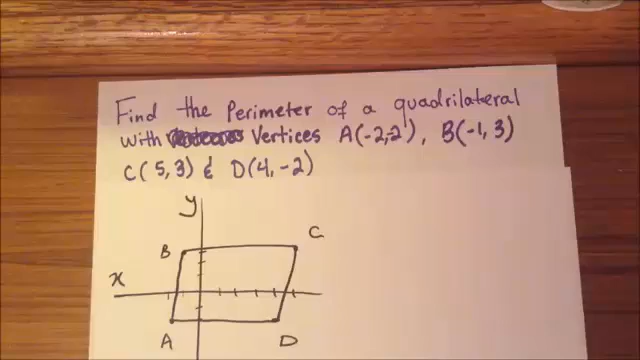 Find the Perimeter of a quadrilateral
with Vertices A(-2,-2), B(-1, 3)
C(5,3) & D(4,-2)
y
C
B
x
A D